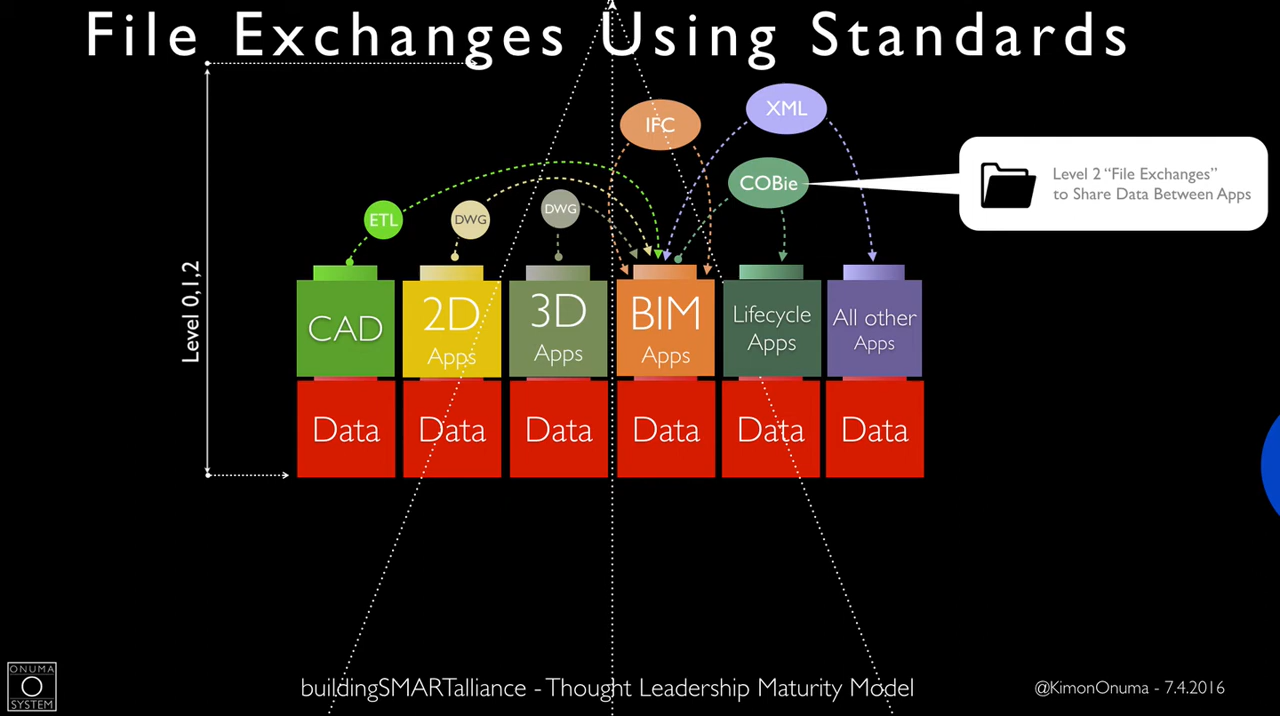 File Exchanges Using Standards
IFC
XML
COBie
Level 2 “File Exchanges”
to Share Data Between Apps
ETL
DWG
DWG
Level 0,1,2
CAD
2D
Apps
3D
Apps
BIM
Apps
Lifecycle
Apps
All other
Apps
Data
Data
Data
Data
Data
Data
ONUMA
SYSTEM
buildingSMARTalliance - Thought Leadership Maturity Model
@KimonOnuma - 7.4.2016